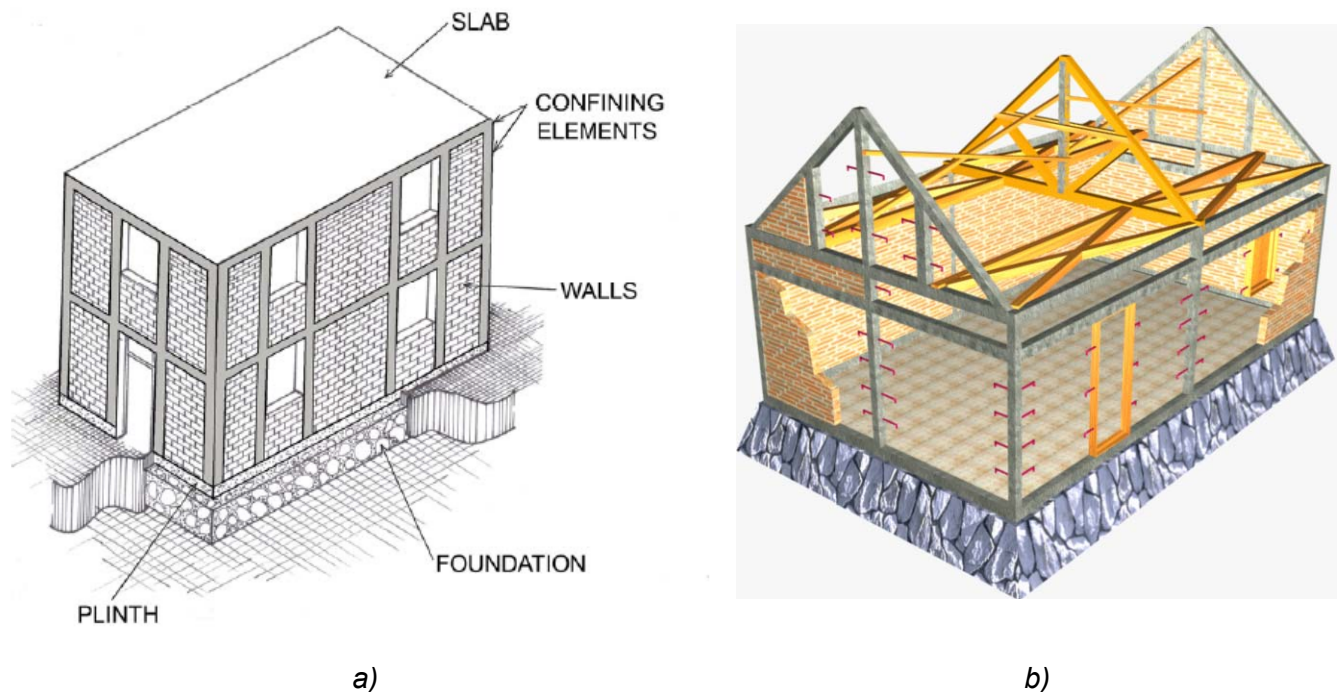 SLAB
CONFINING
ELEMENTS
WALLS
FOUNDATION
PLINTH
a)
b)